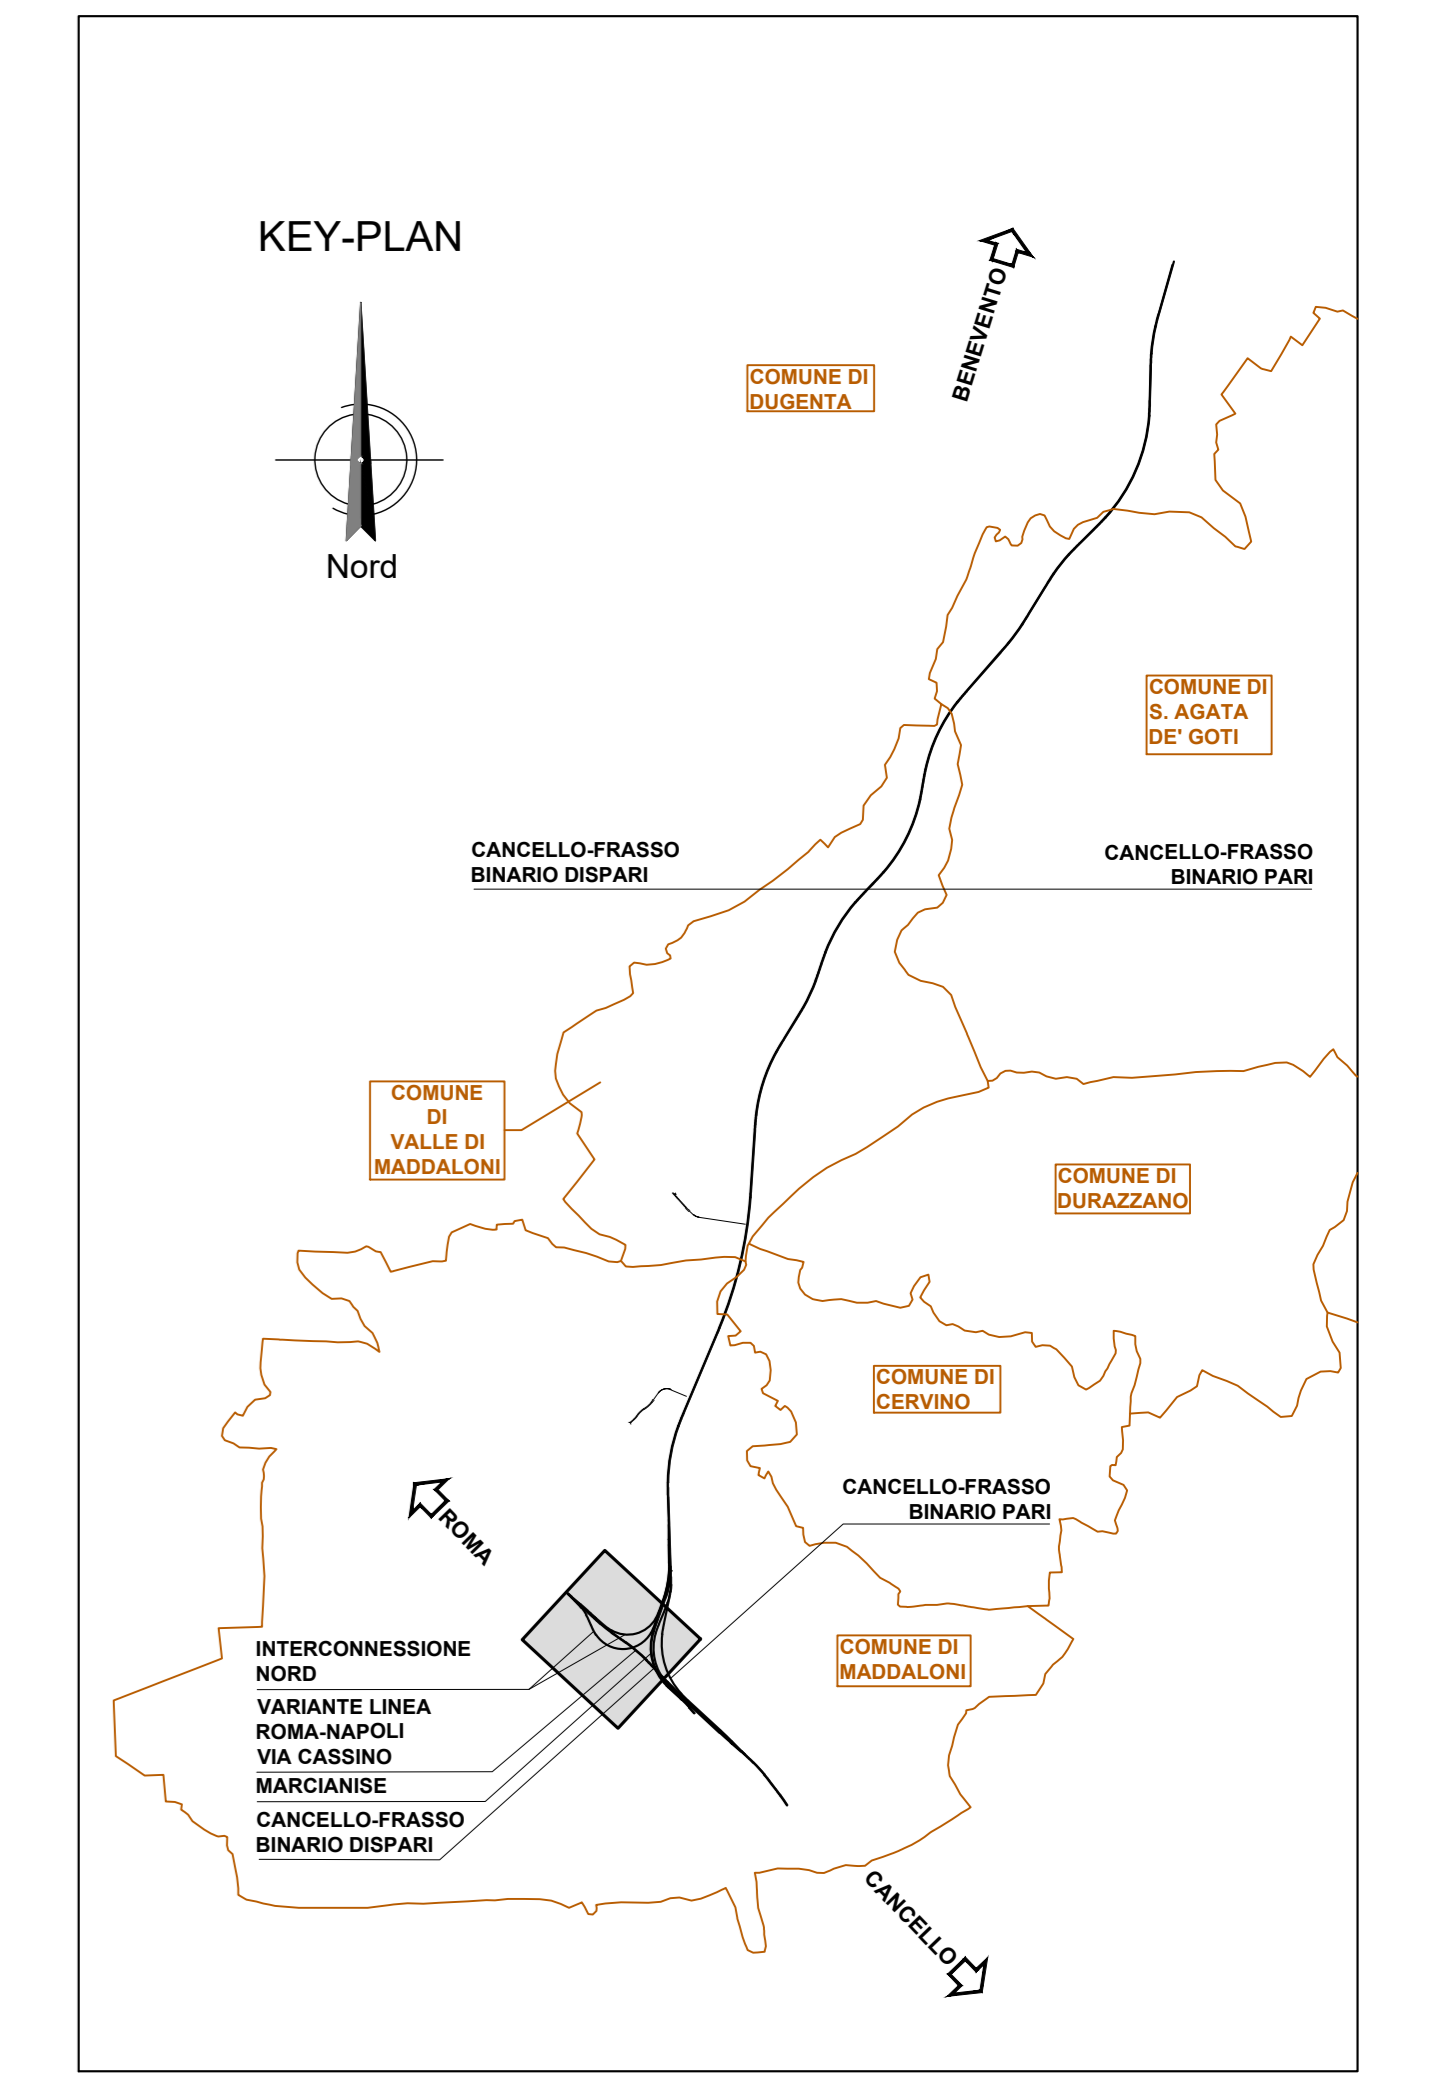 KEY-PLAN
Nord
BENEVENTO
COMUNE DI
DUGENTA
COMUNE DI
S. AGATA
DE' GOTI
CANCELLO-FRASSO
BINARIO DISPARI
CANCELLO-FRASSO
BINARIO PARI
COMUNE
DI
VALLE DI
MADDALONI
COMUNE DI
DURAZZANO
COMUNE DI
CERVINO
CANCELLO-FRASSO
BINARIO PARI
ROMA
COMUNE DI
MADDALONI
INTERCONNESSIONE
NORD
VARIANTE LINEA
ROMA-NAPOLI
VIA CASSINO
MARCIANISE
CANCELLO-FRASSO
BINARIO DISPARI
CANCELLO